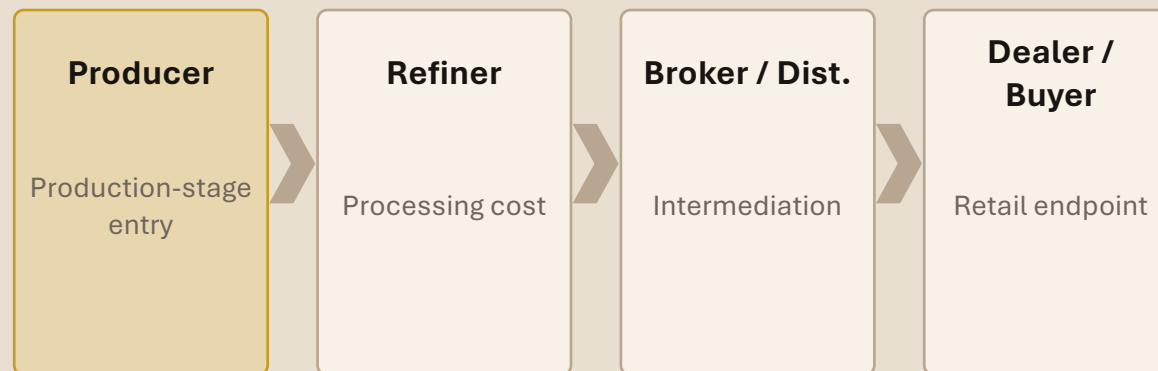 Producer
Production-stage
entry
Refiner
Processing cost
Broker / Dist.
Intermediation
Dealer /
Buyer
Retail endpoint